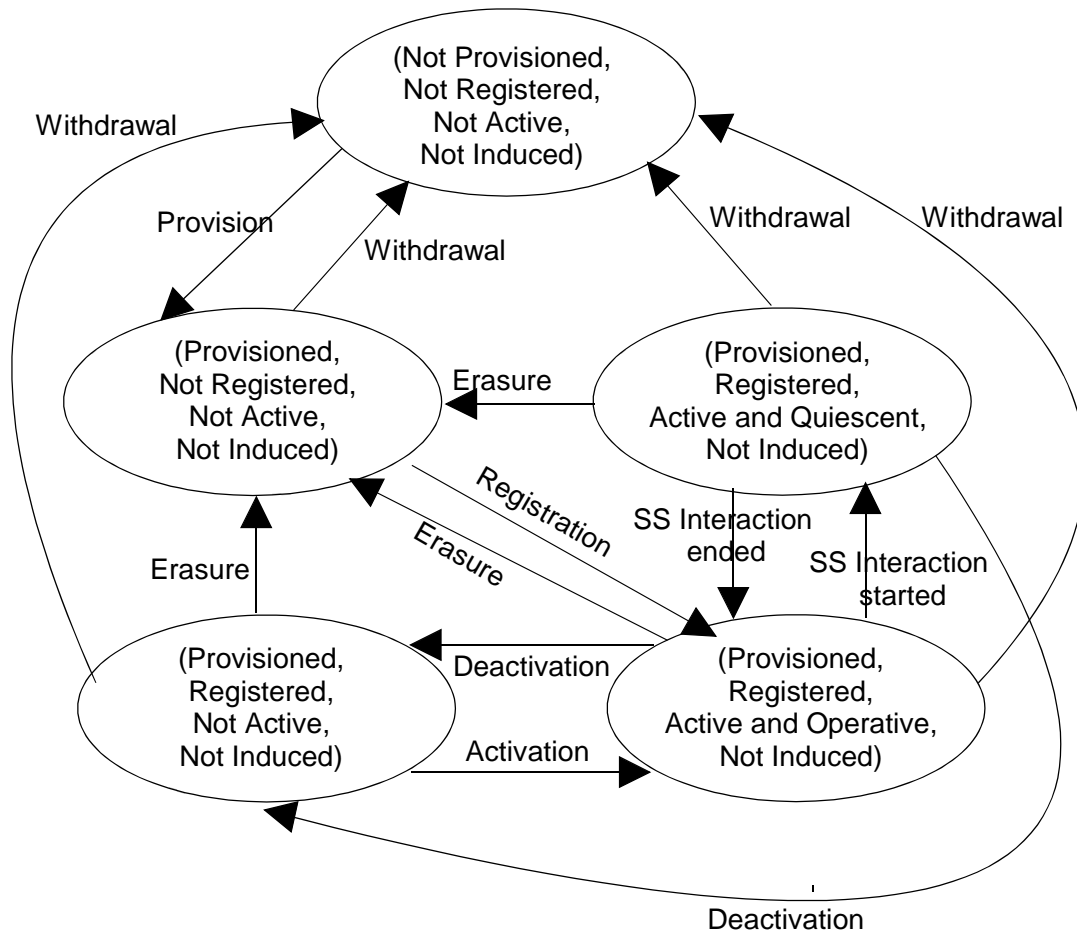 (Not Provisioned,
Not Registered,
Not Active,
Not Induced)
Withdrawal
Provision
Withdrawal
Withdrawal
Withdrawal
(Provisioned,
Not Registered,
Not Active,
Not Induced)
Erasure
(Provisioned,
Registered,
Active and Quiescent,
Not Induced)
Registration
Erasure
SS Interaction
ended
SS Interaction
started
Erasure
(Provisioned,
Registered,
Not Active,
Not Induced)
Deactivation
Activation
(Provisioned,
Registered,
Active and Operative,
Not Induced)
Deactivation